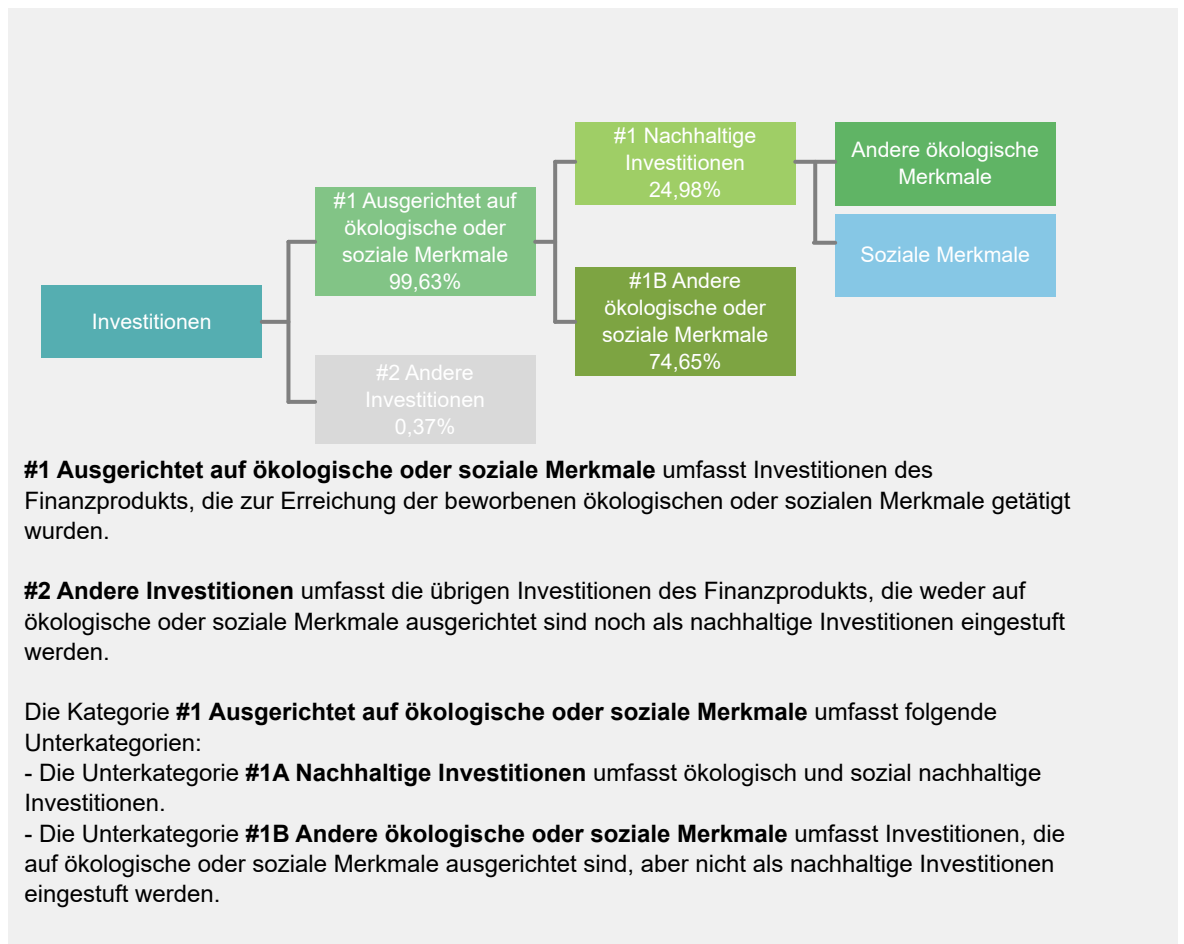 #1 Nachhaltige
Investitionen
24,98%
Andere ökologische
Merkmale
#1 Ausgerichtet auf
ökologische oder
soziale Merkmale
99,63%
Soziale Merkmale
#1B Andere
ökologische oder
soziale Merkmale
74,65%
Investitionen
#2 Andere
Investitionen
0,37%
#1 Ausgerichtet auf ökologische oder soziale Merkmale umfasst Investitionen des
Finanzprodukts, die zur Erreichung der beworbenen ökologischen oder sozialen Merkmale getätigt
wurden.
#2 Andere Investitionen umfasst die übrigen Investitionen des Finanzprodukts, die weder auf
ökologische oder soziale Merkmale ausgerichtet sind noch als nachhaltige Investitionen eingestuft
werden.
Die Kategorie #1 Ausgerichtet auf ökologische oder soziale Merkmale umfasst folgende
Unterkategorien:
- Die Unterkategorie #1A Nachhaltige Investitionen umfasst ökologisch und sozial nachhaltige
Investitionen.
- Die Unterkategorie #1B Andere ökologische oder soziale Merkmale umfasst Investitionen, die
auf ökologische oder soziale Merkmale ausgerichtet sind, aber nicht als nachhaltige Investitionen
eingestuft werden.